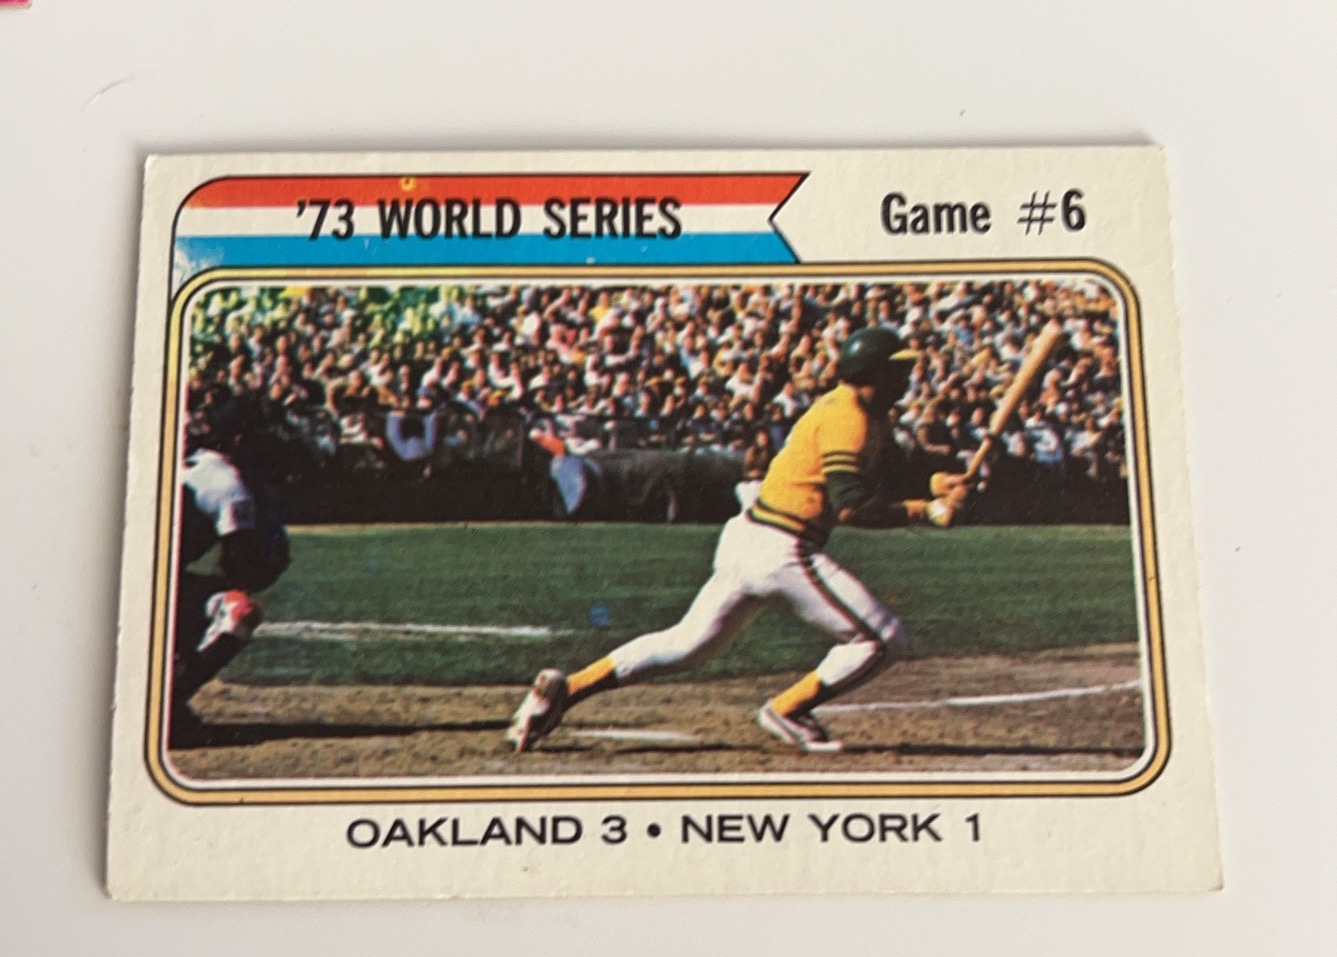 '73 WORLD SERIES Game #6
OAKLAND 3 • NEW YORK 1